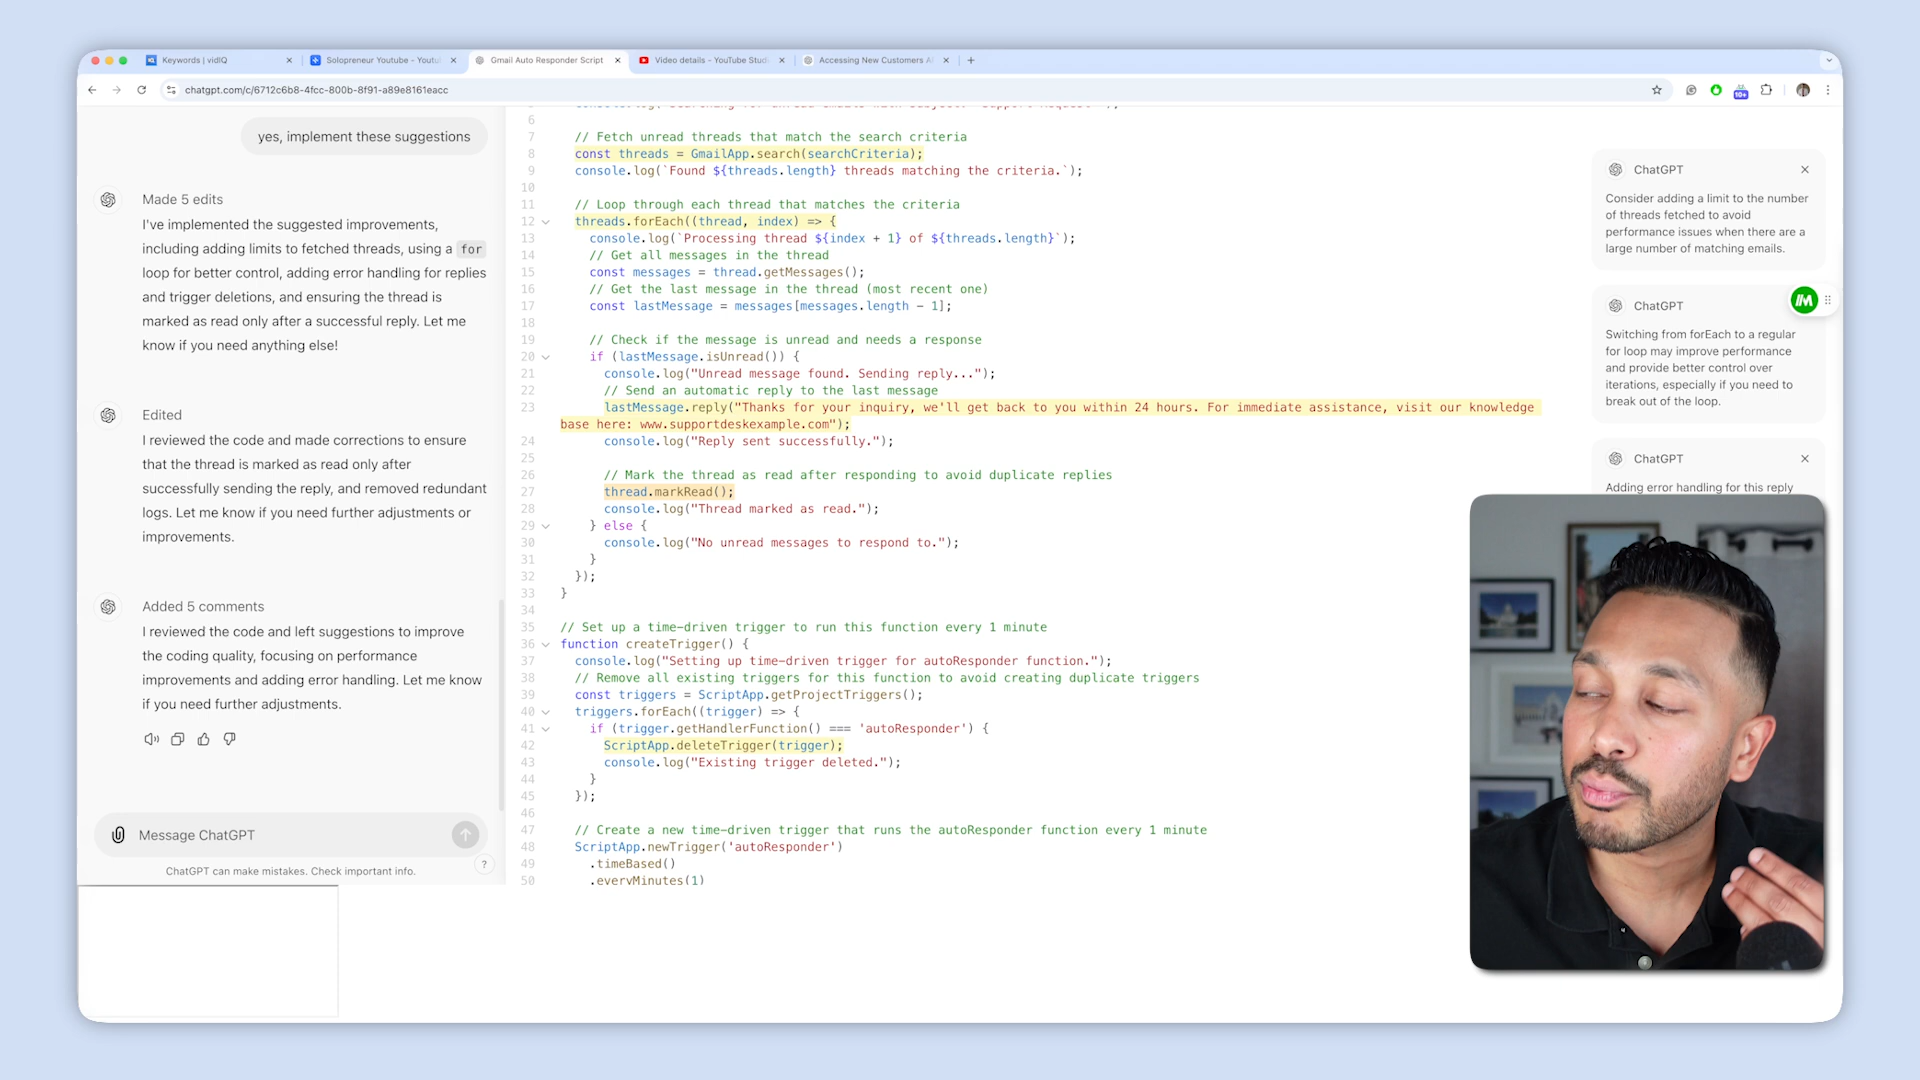 Keywords | vidIQ
Solopreneur Youtube - Youtu
Gmail Auto Responder Script
Video details - YouTube Stud
Accessing New Customers A
chatgpt.com/c/6712c6b8-4fcc-800b-8f91-a89e8161eacc
10+
yes, implement these suggestions
Made 5 edits
I've implemented the suggested improvements,
including adding limits to fetched threads, using a for
loop for better control, adding error handling for replies
and trigger deletions, and ensuring the thread is
marked as read only after a successful reply. Let me
know if you need anything else!
Edited
I reviewed the code and made corrections to ensure
that the thread is marked as read only after
successfully sending the reply, and removed redundant
logs. Let me know if you need further adjustments or
improvements.
Added 5 comments
I reviewed the code and left suggestions to improve
the coding quality, focusing on performance
improvements and adding error handling. Let me know
if you need further adjustments.
Message ChatGPT
ChatGPT can make mistakes. Check important info.
?
6
7 // Fetch unread threads that match the search criteria
8 const threads = GmailApp.search(searchCriteria);
9 console.log(`Found ${threads.length} threads matching the criteria.`);
10
11 // Loop through each thread that matches the criteria
12 threads.forEach((thread, index) => {
13 console.log(`Processing thread ${index + 1} of ${threads.length}`);
14 // Get all messages in the thread
15 const messages = thread.getMessages();
16 // Get the last message in the thread (most recent one)
17 const lastMessage = messages[messages.length - 1];
18
19 // Check if the message is unread and needs a response
20 if (lastMessage.isUnread()) {
21 console.log("Unread message found. Sending reply...");
22 // Send an automatic reply to the last message
23 lastMessage.reply("Thanks for your inquiry, we'll get back to you within 24 hours. For immediate assistance, visit our knowledge
base here: www.supportdeskexample.com");
24 console.log("Reply sent successfully.");
25
26 // Mark the thread as read after responding to avoid duplicate replies
27 thread.markRead();
28 console.log("Thread marked as read.");
29 } else {
30 console.log("No unread messages to respond to.");
31 }
32 });
33 }
34
35 // Set up a time-driven trigger to run this function every 1 minute
36 function createTrigger() {
37 console.log("Setting up time-driven trigger for autoResponder function.");
38 // Remove all existing triggers for this function to avoid creating duplicate triggers
39 const triggers = ScriptApp.getProjectTriggers();
40 triggers.forEach((trigger) => {
41 if (trigger.getHandlerFunction() === 'autoResponder') {
42 ScriptApp.deleteTrigger(trigger);
43 console.log("Existing trigger deleted.");
44 }
45 });
46
47 // Create a new time-driven trigger that runs the autoResponder function every 1 minute
48 ScriptApp.newTrigger('autoResponder')
49 .timeBased()
50 .everyMinutes(1)
ChatGPT
Consider adding a limit to the number
of threads fetched to avoid
performance issues when there are a
large number of matching emails.
ChatGPT
Switching from forEach to a regular
for loop may improve performance
and provide better control over
iterations, especially if you need to
break out of the loop.
ChatGPT
Adding error handling for this reply